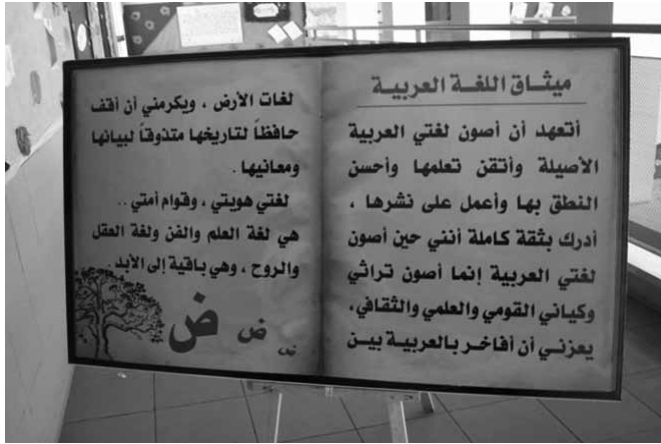 ميثاق اللغة العربية
أتعهد أن أصون لغتي العربية
الأصيلة وأتقن تعلمها وأحسن
النطق بها وأعمل على نشرها ،
أدرك بثقة كاملة أنني حين أصون
لغتي العربية إنما أصون تراثي
وكياني القومي والعلمي والثقافي،
يعزني أن أفاخر بالعربية بين
لغات الأرض ، ويكرمني أن أقف
حافظاً لتاريخها متذوقاً لبيانها
ومعانيها .
لغتي هويتي ، وقوام أمتي ..
هي لغة العلم والفن ولغة العقل
والروح ، وهي باقية إلى الأبد .
ض ض ض